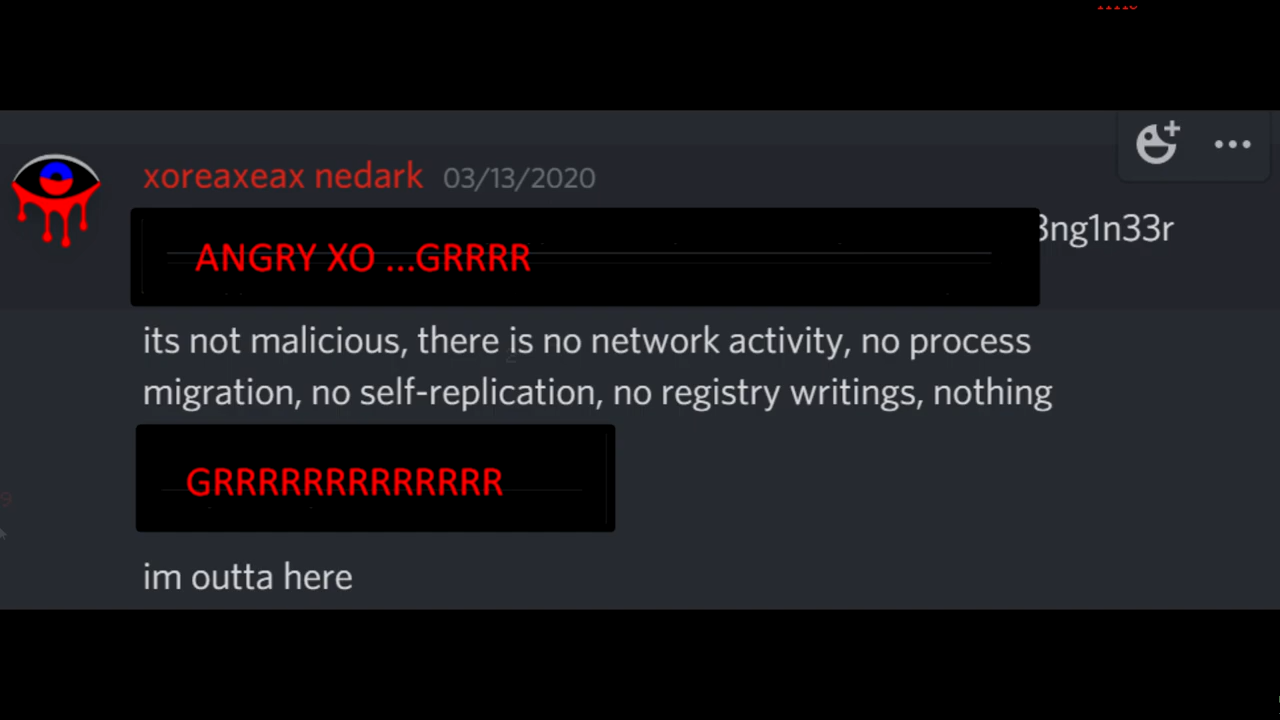 xoreaxeax nedark 03/13/2020
3ng1n33r
ANGRY XO ...GRRRR
its not malicious, there is no network activity, no process
migration, no self-replication, no registry writings, nothing
GRRRRRRRRRRRRR
im outta here